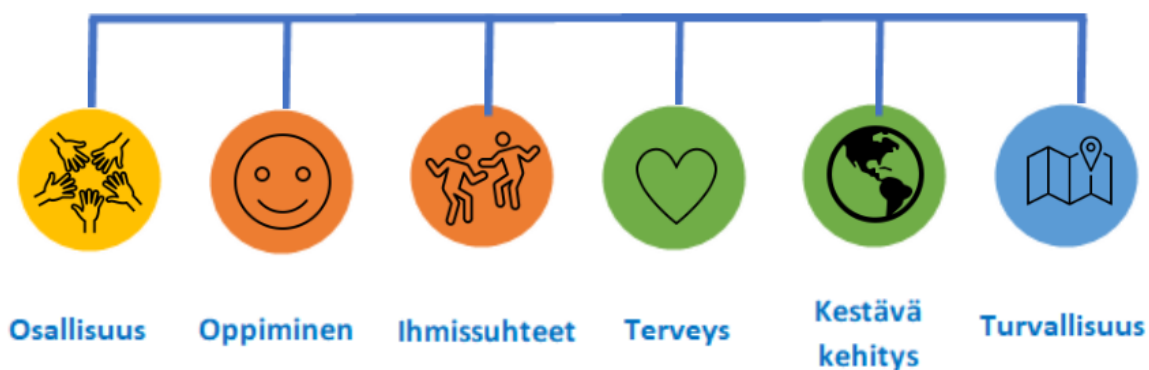 Osallisuus
Oppiminen
Ihmissuhteet
Terveys
Kestävä
kehitys
Turvallisuus